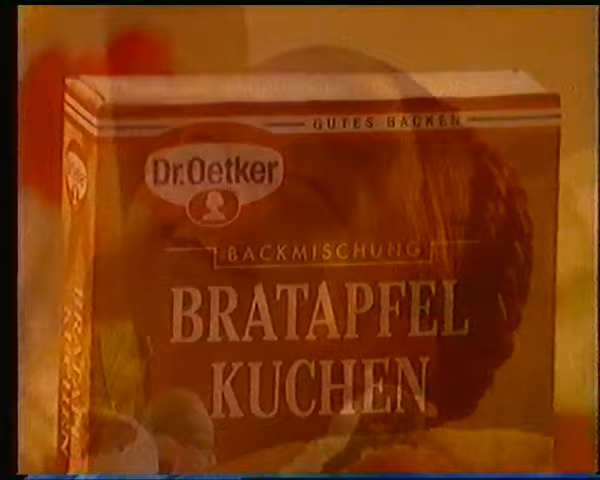 GUTES BACKEN
Dr.Oetker
BACKMISCHUNG
BRATAPFEL
KUCHEN